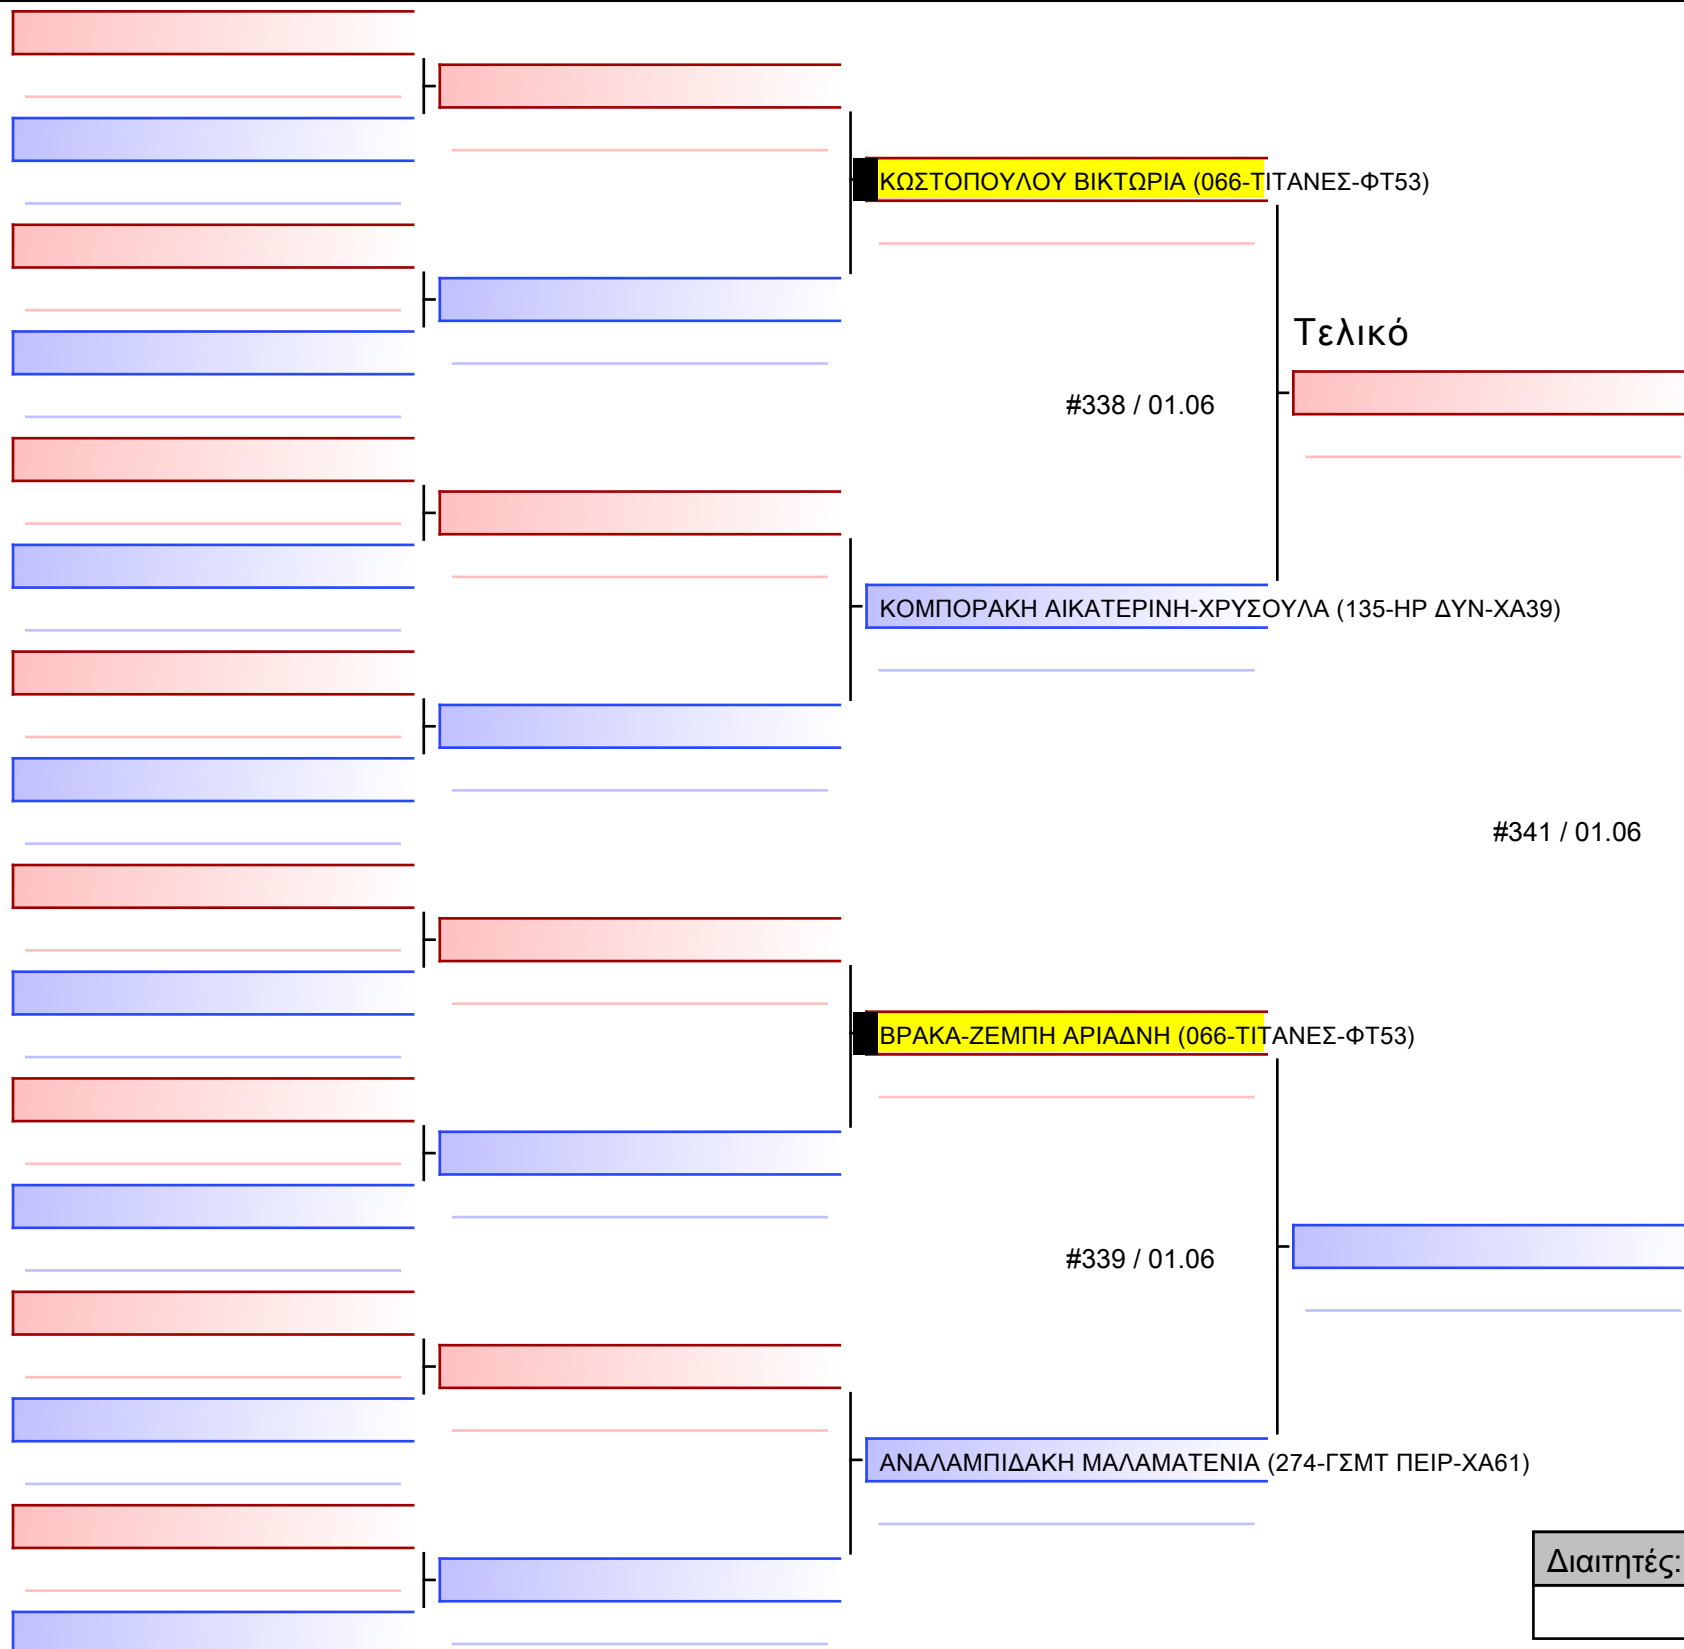 ΚΩΣΤΟΠΟΥΛΟΥ ΒΙΚΤΩΡΙΑ (066-ΤΙΤΑΝΕΣ-ΦΤ53)
Τελικό
#338 / 01.06
ΚΟΜΠΟΡΑΚΗ ΑΙΚΑΤΕΡΙΝΗ-ΧΡΥΣΟΥΛΑ (135-ΗΡ ΔΥΝ-ΧΑ39)
#341 / 01.06
ΒΡΑΚΑ-ΖΕΜΠΗ ΑΡΙΑΔΝΗ (066-ΤΙΤΑΝΕΣ-ΦΤ53)
#339 / 01.06
ΑΝΑΛΑΜΠΙΔΑΚΗ ΜΑΛΑΜΑΤΕΝΙΑ (274-ΓΣΜΤ ΠΕΙΡ-ΧΑ61)
Διαιτητές: